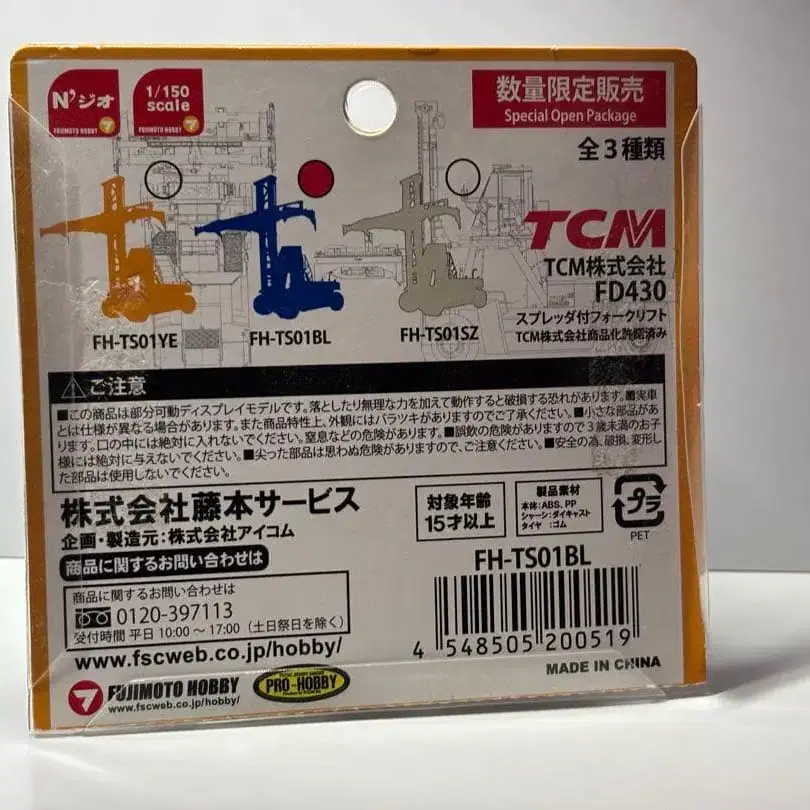 N'ジオ
FUJIMOTO HOBBY
1/150
scale
FUJIMOTO HOBBY
数量限定販売
Special Open Package
全3種類
TCM
TCM株式会社
FD430
スプレッダ付フォークリフト
TCM株式会社商品化許諾済み
FH-TS01YE
FH-TS01BL
FH-TS01SZ
ご注意
■この商品は部分可動ディスプレイモデルです。落としたり無理な力を加えて動作すると破損する恐れがあります。■実車
とは仕様が異なる場合があります。また商品特性上、外観にはバラツキがありますのでご了承ください。■小さな部品があ
ります。口の中には絶対に入れないでください。窒息などの危険があります。■誤飲の危険がありますので3歳未満のお子
様には絶対に与えないでください。■尖った部品は思わぬ危険がありますので、ご注意ください。■安全の為、破損、変形し
た部品は使用しないでください。
株式会社藤本サービス
企画・製造元:株式会社アイコム
商品に関するお問い合わせは
対象年齢
15才以上
製品素材
本体:ABS、PP
シャーシ:ダイキャスト
タイヤ:ゴム
プラ
PET
商品に関するお問い合わせは
0120-397113
受付時間 平日 10:00～17:00(土日祭日を除く)
www.fscweb.co.jp/hobby/
FH-TS01BL
4 548505 200519
MADE IN CHINA
FUJIMOTO HOBBY
www.fscweb.co.jp/hobby/
PRO-HOBBY